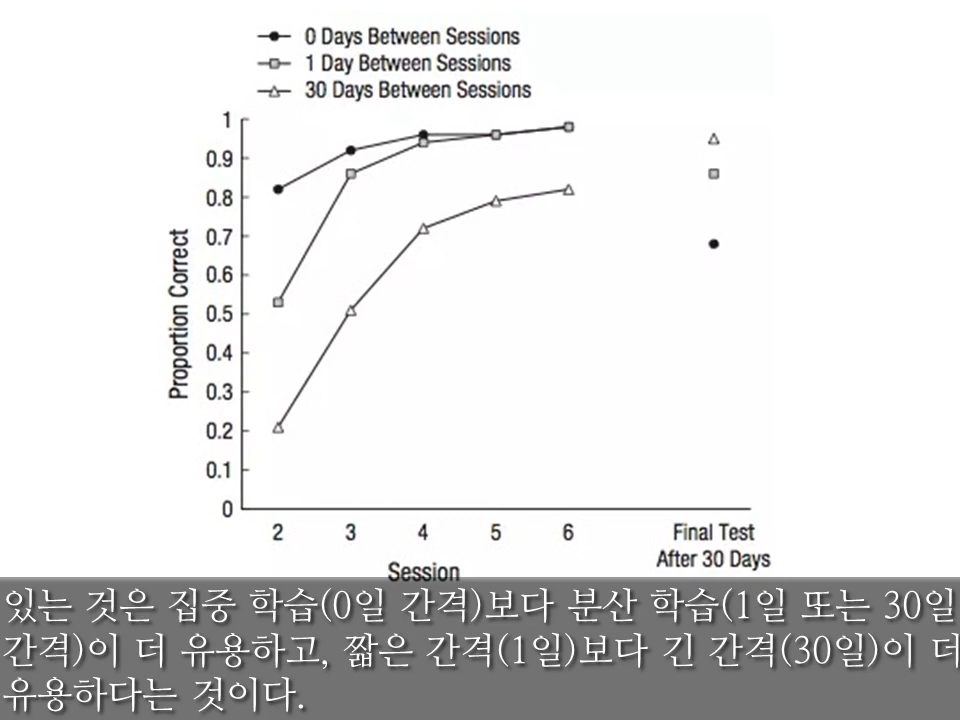 0 Days Between Sessions
1 Day Between Sessions
30 Days Between Sessions
Proportion Correct
1
0.9
0.8
0.7
0.6
0.5
0.4
0.3
0.2
0.1
0
2 3 4 5 6 Final Test
After 30 Days
Session
있는 것은 집중 학습(0일 간격)보다 분산 학습(1일 또는 30일
간격)이 더 유용하고, 짧은 간격(1일)보다 긴 간격(30일)이 더
유용하다는 것이다.